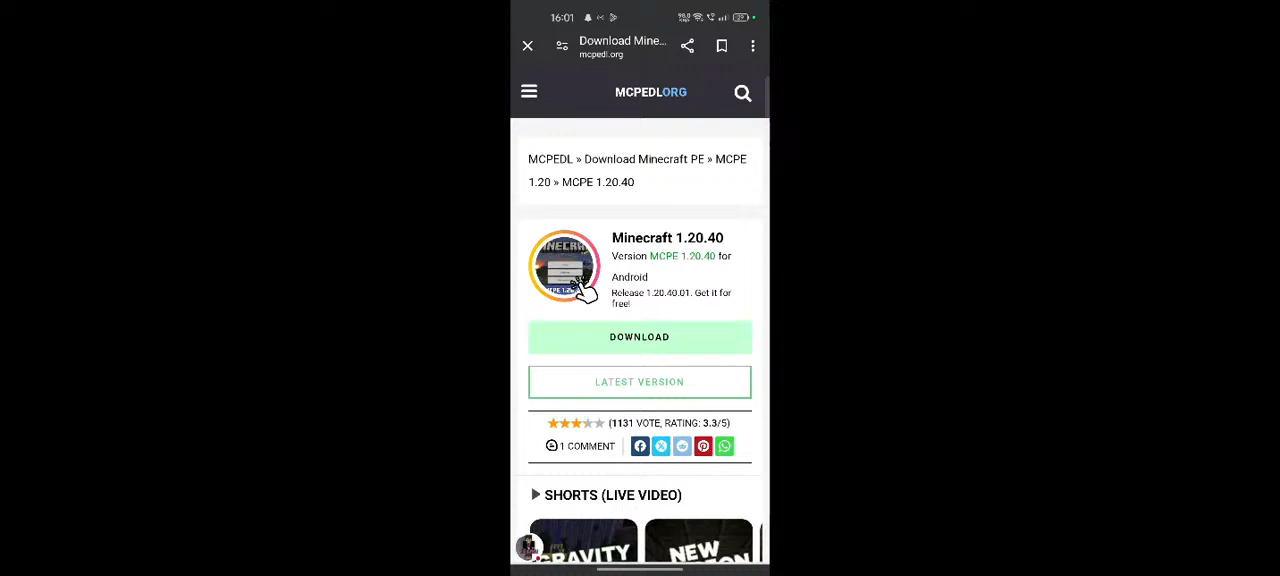 16:01
Download Mine...
mcpedl.org
MCPEDLORG
MCPEDL » Download Minecraft PE » MCPE
1.20 » MCPE 1.20.40
Minecraft 1.20.40
Version MCPE 1.20.40 for
Android
Release 1.20.40.01. Get it for
free!
DOWNLOAD
LATEST VERSION
(1131 VOTE, RATING: 3.3/5)
1 COMMENT
SHORTS (LIVE VIDEO)
GRAVITY
NEW